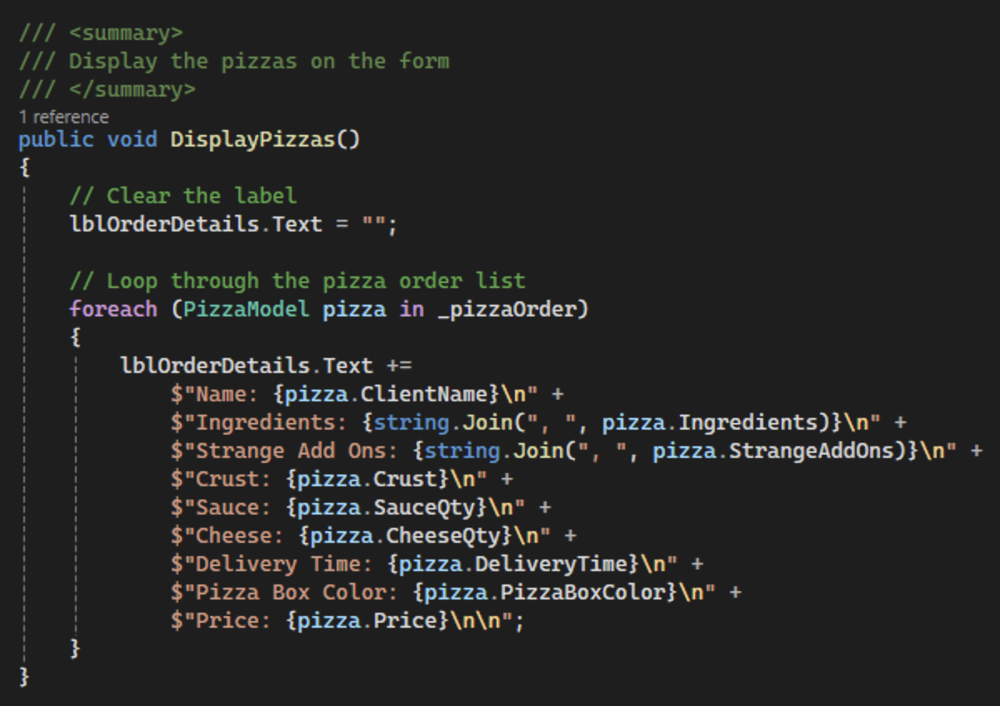 /// <summary>
/// Display the pizzas on the form
/// </summary>
1 reference
public void DisplayPizzas()
{
    // Clear the label
    lblOrderDetails.Text = "";

    // Loop through the pizza order list
    foreach (PizzaModel pizza in _pizzaOrder)
    {
        lblOrderDetails.Text +=
            $"Name: {pizza.ClientName}\n" +
            $"Ingredients: {string.Join(", ", pizza.Ingredients)}\n" +
            $"Strange Add Ons: {string.Join(", ", pizza.StrangeAddOns)}\n" +
            $"Crust: {pizza.Crust}\n" +
            $"Sauce: {pizza.SauceQty}\n" +
            $"Cheese: {pizza.CheeseQty}\n" +
            $"Delivery Time: {pizza.DeliveryTime}\n" +
            $"Pizza Box Color: {pizza.PizzaBoxColor}\n" +
            $"Price: {pizza.Price}\n\n";
    }
}